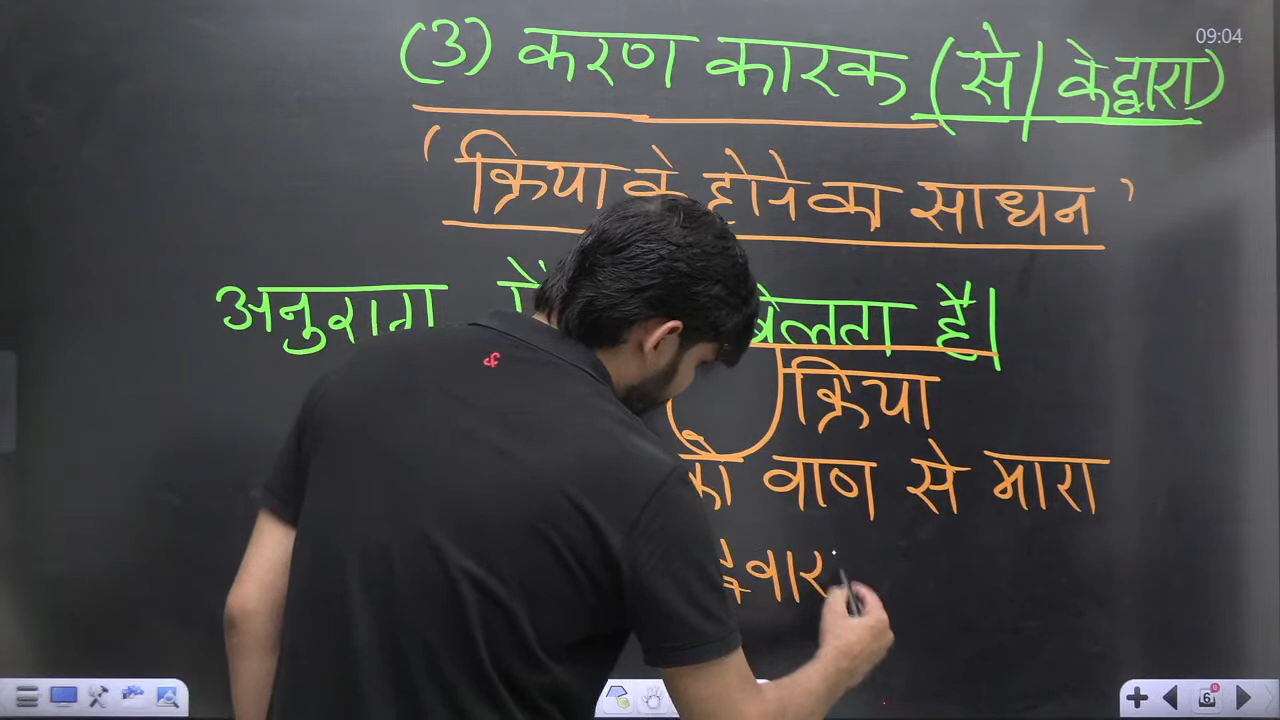 09:04
(3) करण कारक (से / के द्वारा)
'क्रिया के होने का साधन'
अनुराग खेलता है।
क्रिया
को वाण से मारा